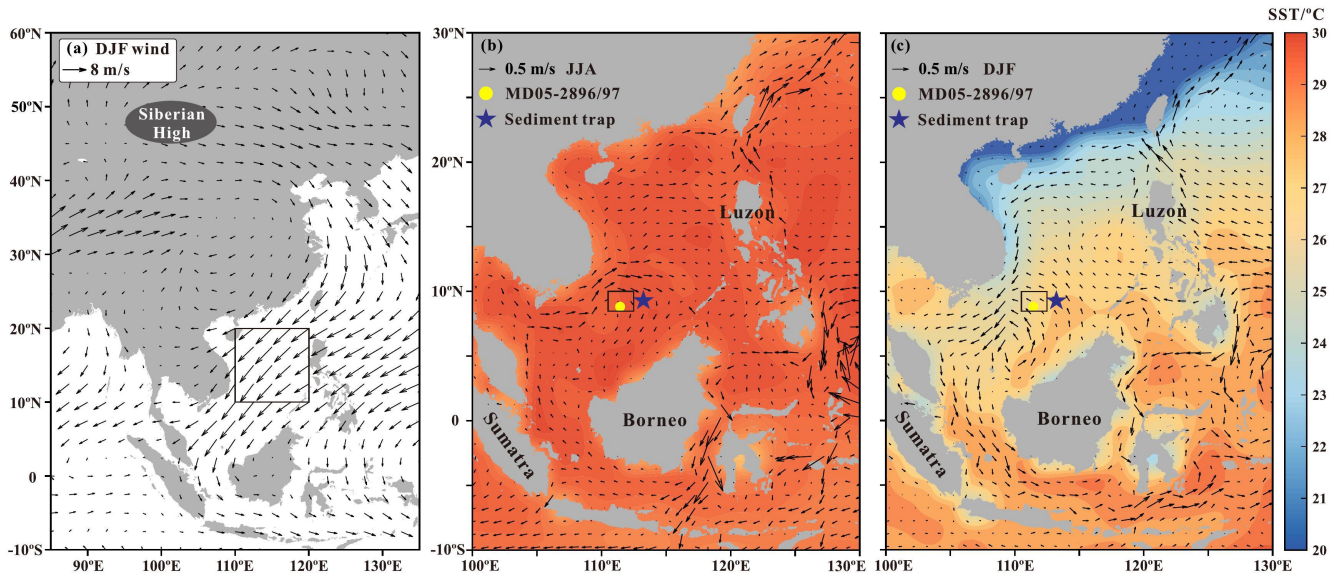 (a) DJF wind
8 m/s
Siberian
High
60°N
50°N
40°N
30°N
20°N
10°N
0
-10°S
90°E
100°E
110°E
120°E
130°E
(b)
0.5 m/s JJA
MD05-2896/97
Sediment trap
Luzon
Borneo
Sumatra
30°N
20°N
10°N
0
-10°S
100°E
110°E
120°E
130°E
(c)
0.5 m/s DJF
MD05-2896/97
Sediment trap
Luzon
Borneo
Sumatra
100°E
110°E
120°E
130°E
SST/°C
30
29
28
27
26
25
24
23
22
21
20